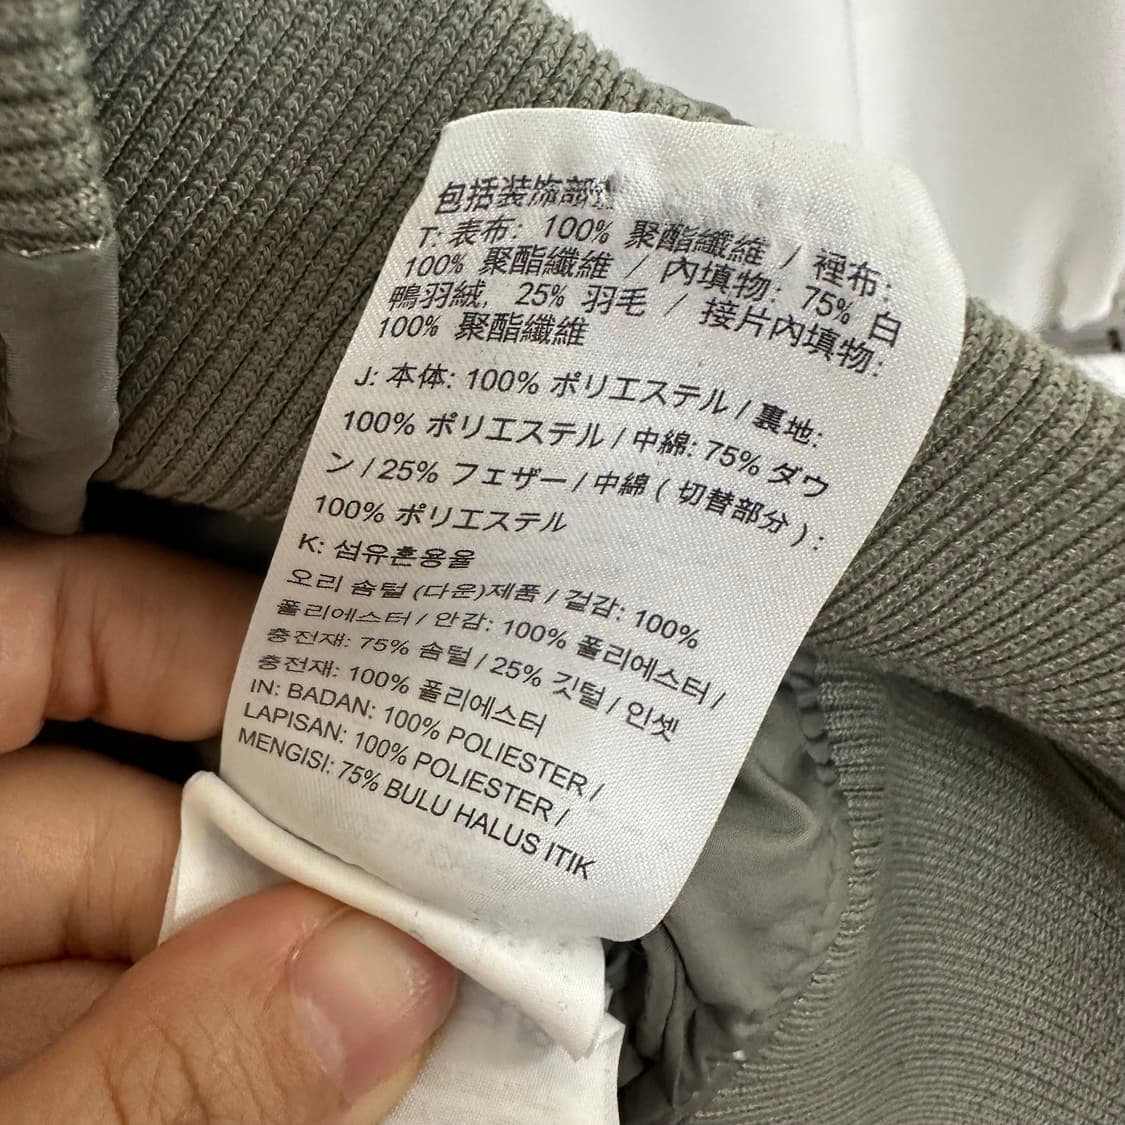 包括装饰部分
T: 表布: 100% 聚酯纖維 / 裡布:
100% 聚酯纖維 / 內填物: 75% 白
鴨羽絨, 25% 羽毛 / 接片內填物:
100% 聚酯纖維
J: 本体: 100% ポリエステル / 裏地:
100% ポリエステル / 中綿: 75% ダウ
ン / 25% フェザー / 中綿 ( 切替部分 ) :
100% ポリエステル
K: 섬유혼용율
오리 솜털 (다운)제품 / 겉감: 100%
폴리에스터 / 안감: 100% 폴리에스터 /
충전재: 75% 솜털 / 25% 깃털 / 인셋
충전재: 100% 폴리에스터
IN: BADAN: 100% POLIESTER /
LAPISAN: 100% POLIESTER /
MENGISI: 75% BULU HALUS ITIK